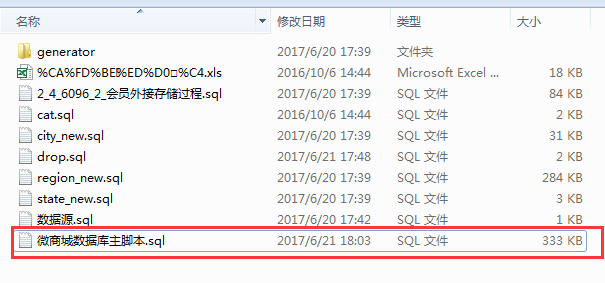 名称 修改日期 类型 大小
generator 2017/6/20 17:39 文件夹
%CA%FD%BE%ED%D0□%C4.xls 2016/10/6 14:44 Microsoft Excel ... 18 KB
2_4_6096_2_会员外接存储过程.sql 2017/6/20 17:39 SQL 文件 84 KB
cat.sql 2016/10/6 14:44 SQL 文件 2 KB
city_new.sql 2017/6/20 17:39 SQL 文件 31 KB
drop.sql 2017/6/21 17:48 SQL 文件 2 KB
region_new.sql 2017/6/20 17:39 SQL 文件 284 KB
state_new.sql 2017/6/20 17:39 SQL 文件 3 KB
数据源.sql 2017/6/20 17:42 SQL 文件 1 KB
微商城数据库主脚本.sql 2017/6/21 18:03 SQL 文件 333 KB